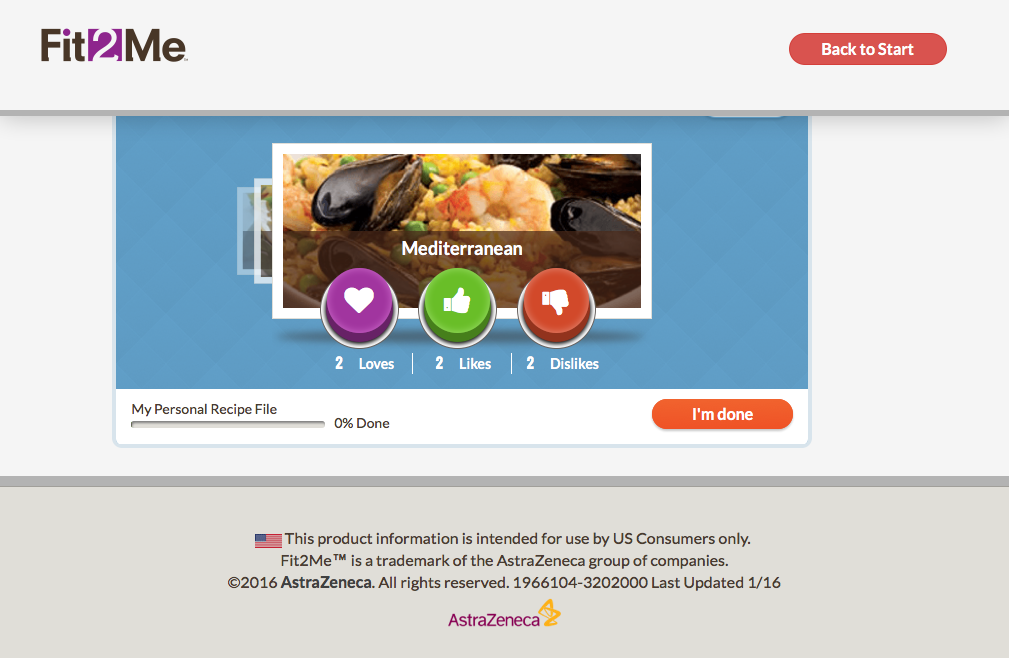 Fit2Me
Back to Start
Mediterranean
2 Loves 2 Likes 2 Dislikes
My Personal Recipe File
0% Done
I'm done
This product information is intended for use by US Consumers only.
Fit2Me™ is a trademark of the AstraZeneca group of companies.
©2016 AstraZeneca. All rights reserved. 1966104-3202000 Last Updated 1/16
AstraZeneca